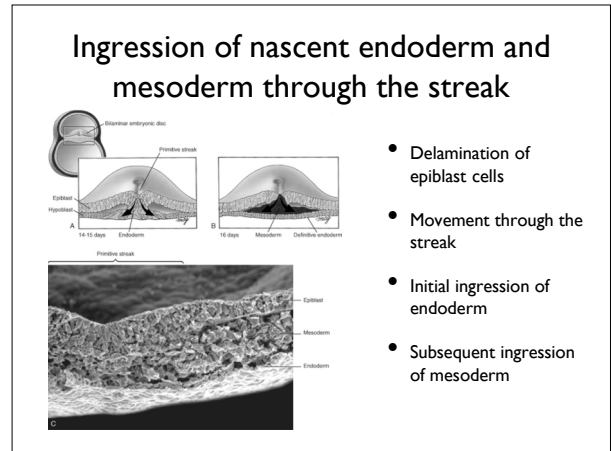 Ingression of nascent endoderm and
mesoderm through the streak
Bilaminar embryonic disc
Primitive streak
Epiblast
Hypoblast
A
14-15 days
Endoderm
B
16 days
Mesoderm
Definitive endoderm
Primitive streak
Epiblast
Mesoderm
Endoderm
C
• Delamination of
epiblast cells
• Movement through the
streak
• Initial ingression of
endoderm
• Subsequent ingression
of mesoderm